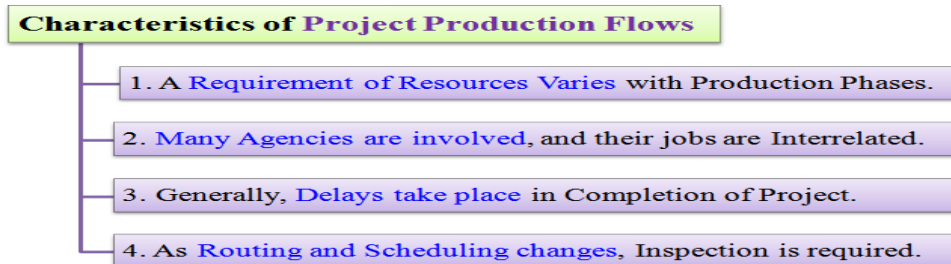 Characteristics of Project Production Flows
1. A Requirement of Resources Varies with Production Phases.
2. Many Agencies are involved, and their jobs are Interrelated.
3. Generally, Delays take place in Completion of Project.
4. As Routing and Scheduling changes, Inspection is required.